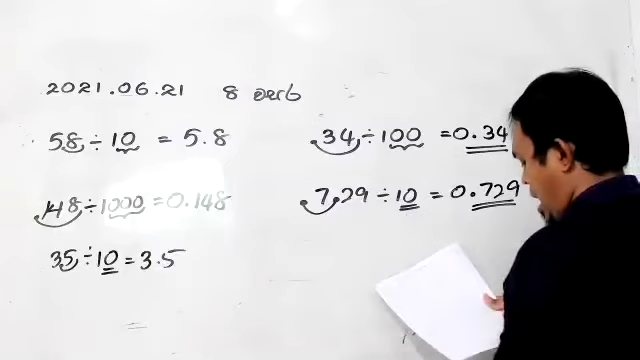 2021.06.21 8
58 ÷ 10 = 5.8
148 ÷ 1000 = 0.148
35 ÷ 10 = 3.5
34 ÷ 100 = 0.34
7.29 ÷ 10 = 0.729